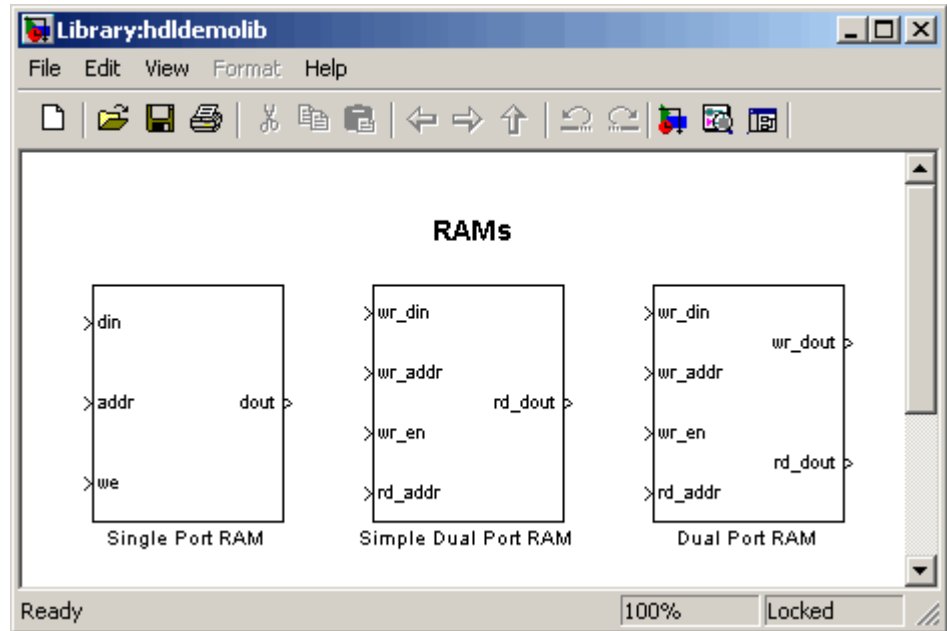 Library:hdldemolib
File Edit View Format Help
RAMs
din
addr
we
dout
Single Port RAM
wr_din
wr_addr
wr_en
rd_addr
rd_dout
Simple Dual Port RAM
wr_din
wr_addr
wr_en
rd_addr
wr_dout
rd_dout
Dual Port RAM
Ready 100% Locked